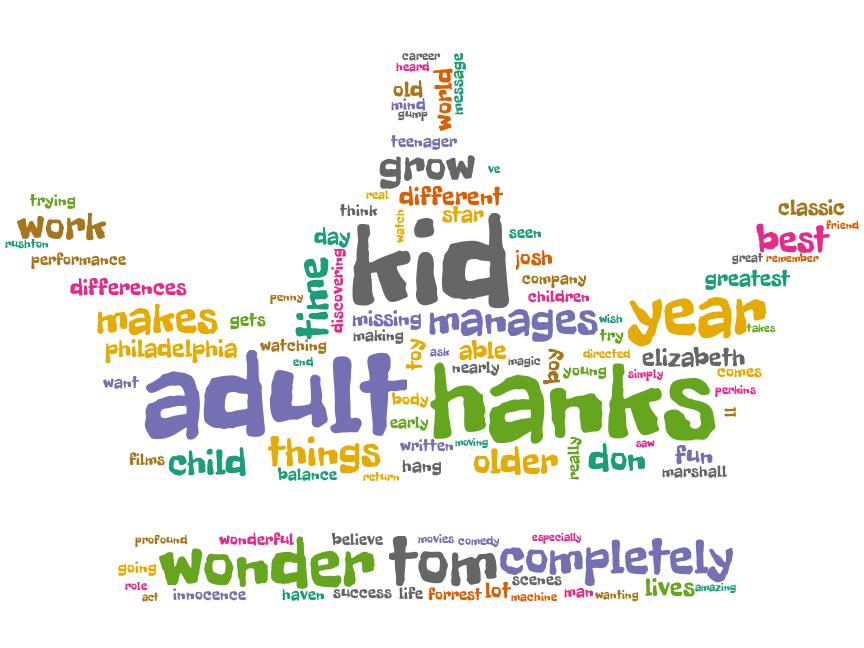 career
heard
old world message
mind
gump
teenager
grow ve
real different
trying think watch star classic
work day kid seen best friend
rushton performance time discovering josh great remember
differences penny company children greatest
makes gets missing manages wish year takes
philadelphia watching making try
end toy ask able boy directed elizabeth
want adult nearly magic young simply comes
body hanks perkins
early ll
films child things written moving older really don saw fun
balance return hang marshall
profound wonderful believe movies comedy especially
going wonder tom completely
role scenes
act innocence haven success life forrest lot machine man wanting lives amazing